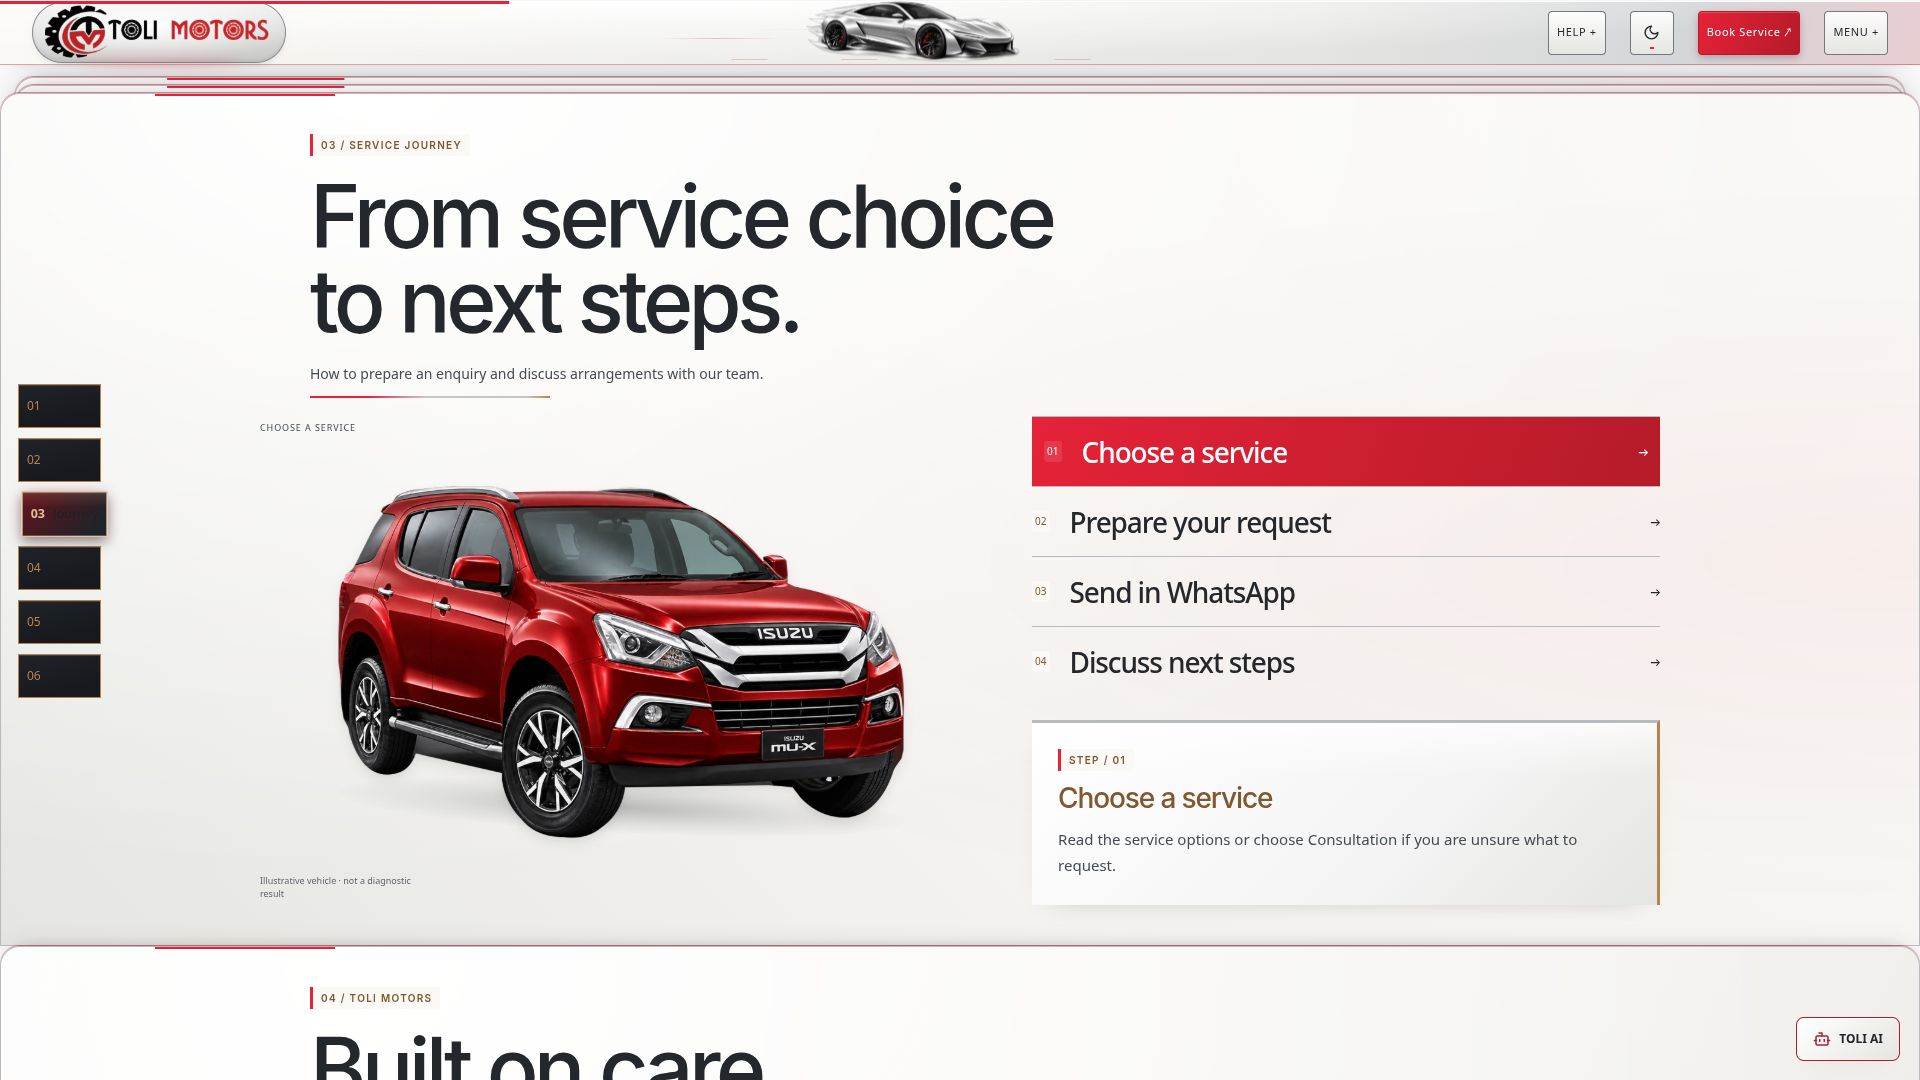 TOLI MOTORS
HELP +
Book Service ↗
MENU +
03 / SERVICE JOURNEY
From service choice
to next steps.
How to prepare an enquiry and discuss arrangements with our team.
CHOOSE A SERVICE
01
02
03
04
05
06
ISUZU
ISUZU
mu-X
Illustrative vehicle · not a diagnostic
result
01 Choose a service →
02 Prepare your request →
03 Send in WhatsApp →
04 Discuss next steps →
STEP / 01
Choose a service
Read the service options or choose Consultation if you are unsure what to
request.
04 / TOLI MOTORS
Built on care
TOLI AI